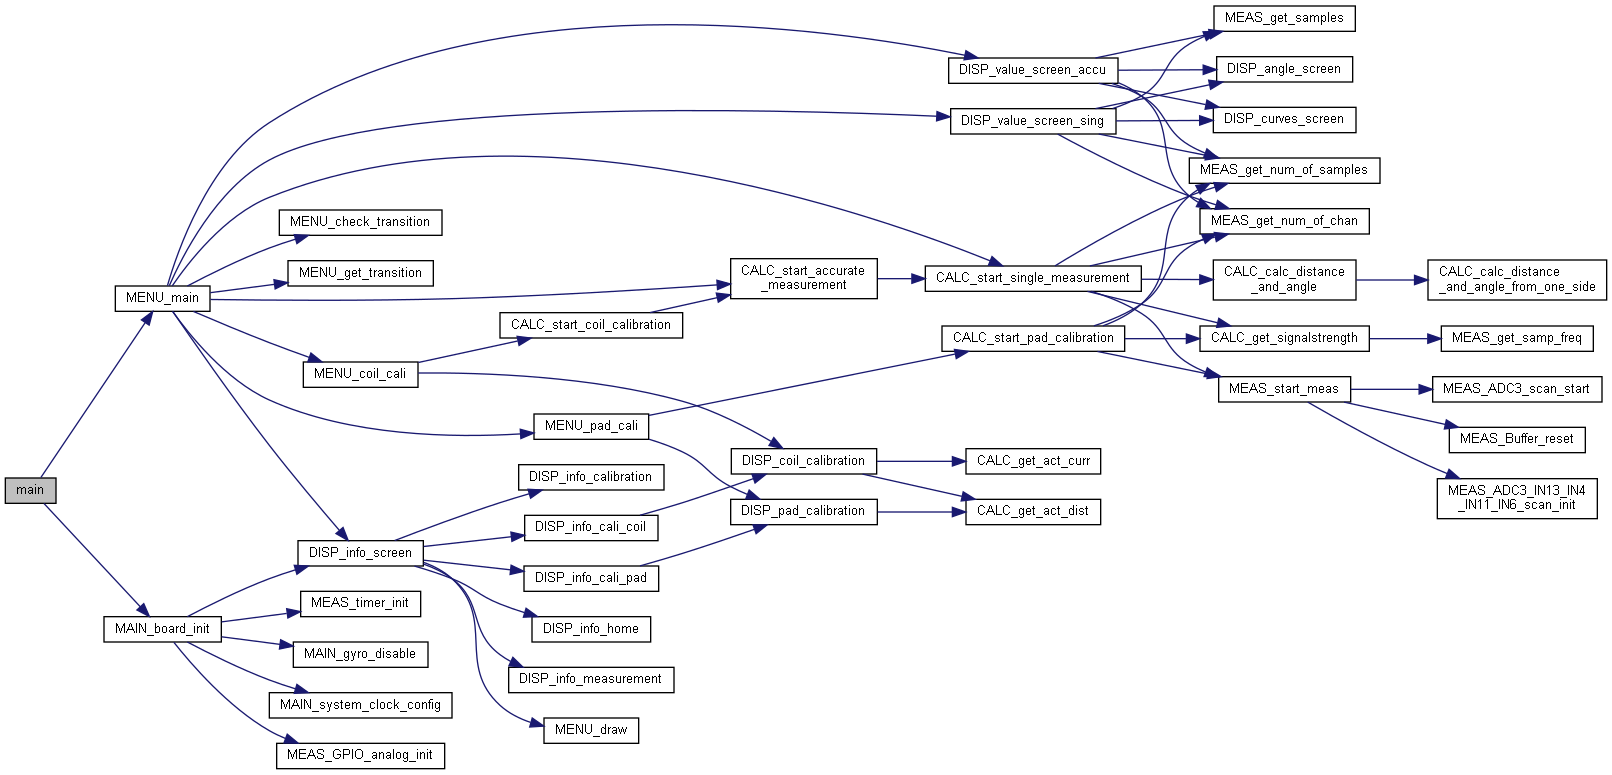 main
MENU_main
MAIN_board_init
MENU_check_transition
MENU_get_transition
MENU_coil_cali
DISP_info_screen
MEAS_timer_init
MAIN_gyro_disable
MAIN_system_clock_config
MEAS_GPIO_analog_init
CALC_start_coil_calibration
MENU_pad_cali
DISP_info_calibration
DISP_info_cali_coil
DISP_info_cali_pad
DISP_info_home
DISP_info_measurement
MENU_draw
CALC_start_accurate
_measurement
DISP_coil_calibration
DISP_pad_calibration
DISP_value_screen_accu
DISP_value_screen_sing
CALC_start_single_measurement
CALC_start_pad_calibration
CALC_get_act_curr
CALC_get_act_dist
MEAS_get_samples
DISP_angle_screen
DISP_curves_screen
MEAS_get_num_of_samples
MEAS_get_num_of_chan
CALC_calc_distance
_and_angle
CALC_get_signalstrength
MEAS_start_meas
CALC_calc_distance
_and_angle_from_one_side
MEAS_get_samp_freq
MEAS_ADC3_scan_start
MEAS_Buffer_reset
MEAS_ADC3_IN13_IN4
_IN11_IN6_scan_init